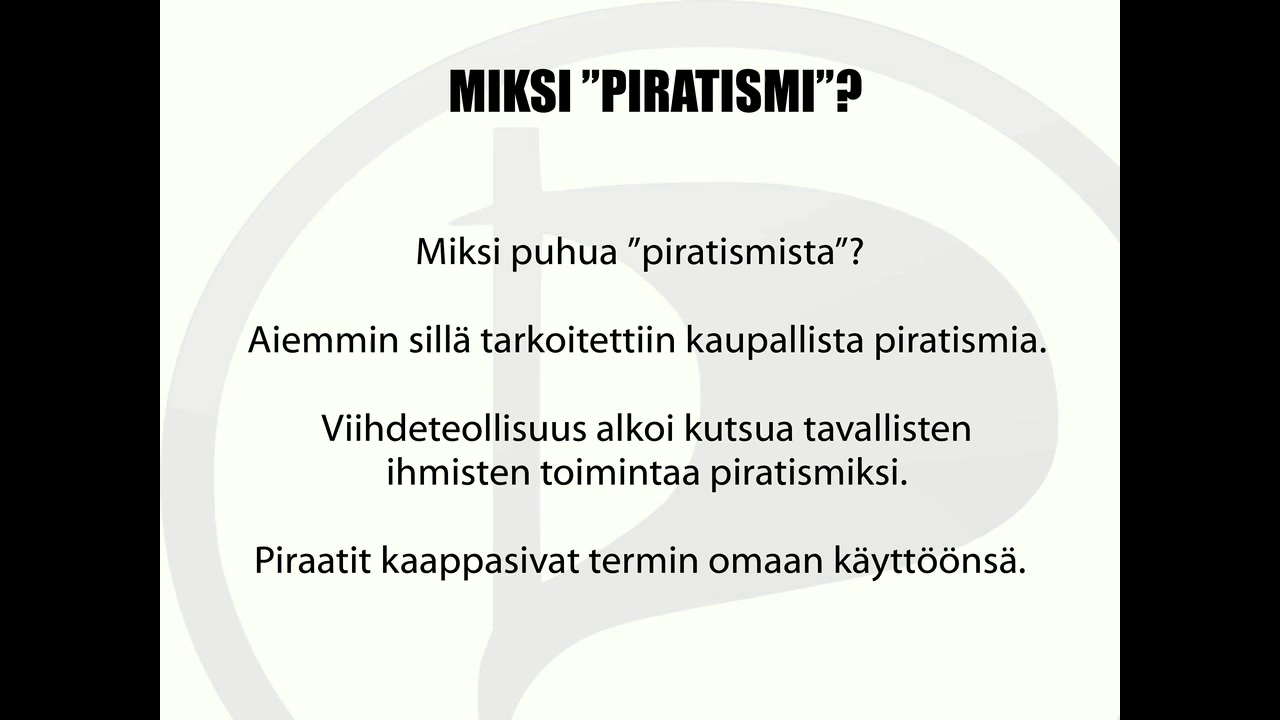 MIKSI ”PIRATISMI”?
Miksi puhua ”piratismista”?
Aiemmin sillä tarkoitettiin kaupallista piratismia.
Viihdeteollisuus alkoi kutsua tavallisten
ihmisten toimintaa piratismiksi.
Piraatit kaappasivat termin omaan käyttöönsä.